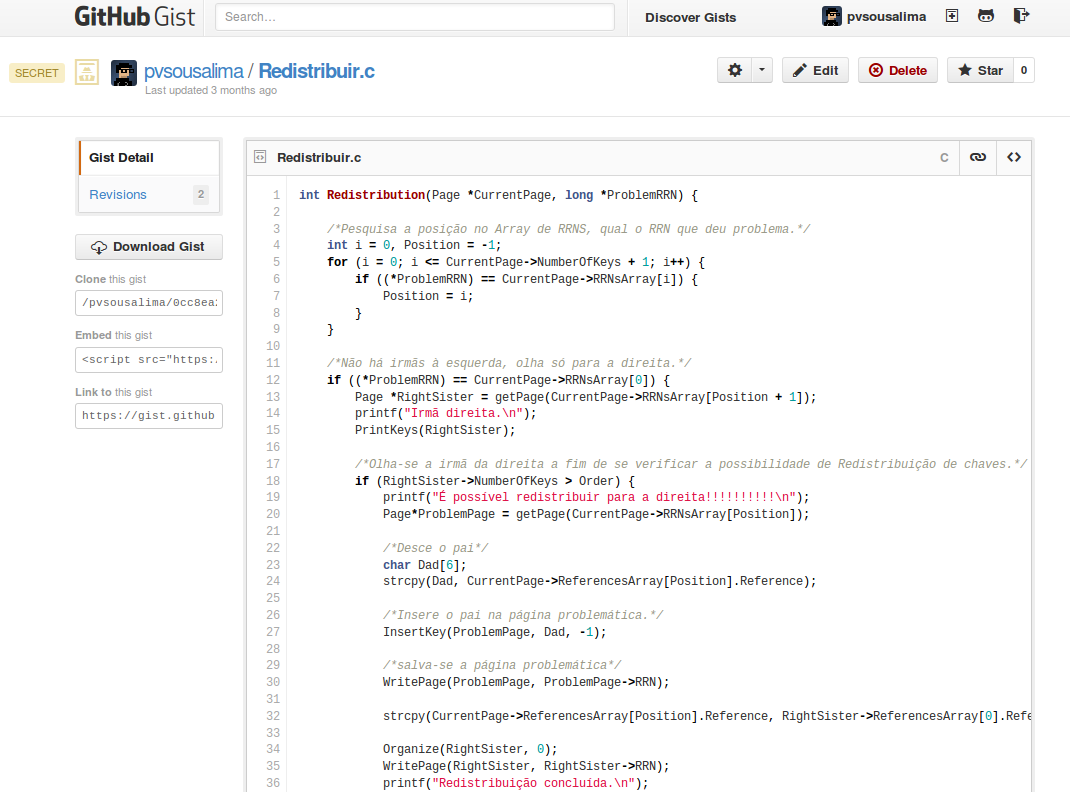 GitHub Gist Search… Discover Gists pvsousalima
SECRET pvsousalima / Redistribuir.c Edit Delete Star 0
Last updated 3 months ago
Gist Detail
Revisions 2
Download Gist
Clone this gist
/pvsousalima/0cc8ea
Embed this gist
<script src="https:.
Link to this gist
https://gist.github
Redistribuir.c C
1 int Redistribution(Page *CurrentPage, long *ProblemRRN) {
2
3 /*Pesquisa a posição no Array de RRNS, qual o RRN que deu problema.*/
4 int i = 0, Position = -1;
5 for (i = 0; i <= CurrentPage->NumberOfKeys + 1; i++) {
6 if ((*ProblemRRN) == CurrentPage->RRNsArray[i]) {
7 Position = i;
8 }
9 }
10
11 /*Não há irmãs à esquerda, olha só para a direita.*/
12 if ((*ProblemRRN) == CurrentPage->RRNsArray[0]) {
13 Page *RightSister = getPage(CurrentPage->RRNsArray[Position + 1]);
14 printf("Irmã direita.\n");
15 PrintKeys(RightSister);
16
17 /*Olha-se a irmã da direita a fim de se verificar a possibilidade de Redistribuição de chaves.*/
18 if (RightSister->NumberOfKeys > Order) {
19 printf("É possivel redistribuir para a direita!!!!!!!!!!\n");
20 Page*ProblemPage = getPage(CurrentPage->RRNsArray[Position]);
21
22 /*Desce o pai*/
23 char Dad[6];
24 strcpy(Dad, CurrentPage->ReferencesArray[Position].Reference);
25
26 /*Insere o pai na página problemática.*/
27 InsertKey(ProblemPage, Dad, -1);
28
29 /*salva-se a página problemática*/
30 WritePage(ProblemPage, ProblemPage->RRN);
31
32 strcpy(CurrentPage->ReferencesArray[Position].Reference, RightSister->ReferencesArray[0].Refe
33
34 Organize(RightSister, 0);
35 WritePage(RightSister, RightSister->RRN);
36 printf("Redistribuição concluída.\n");